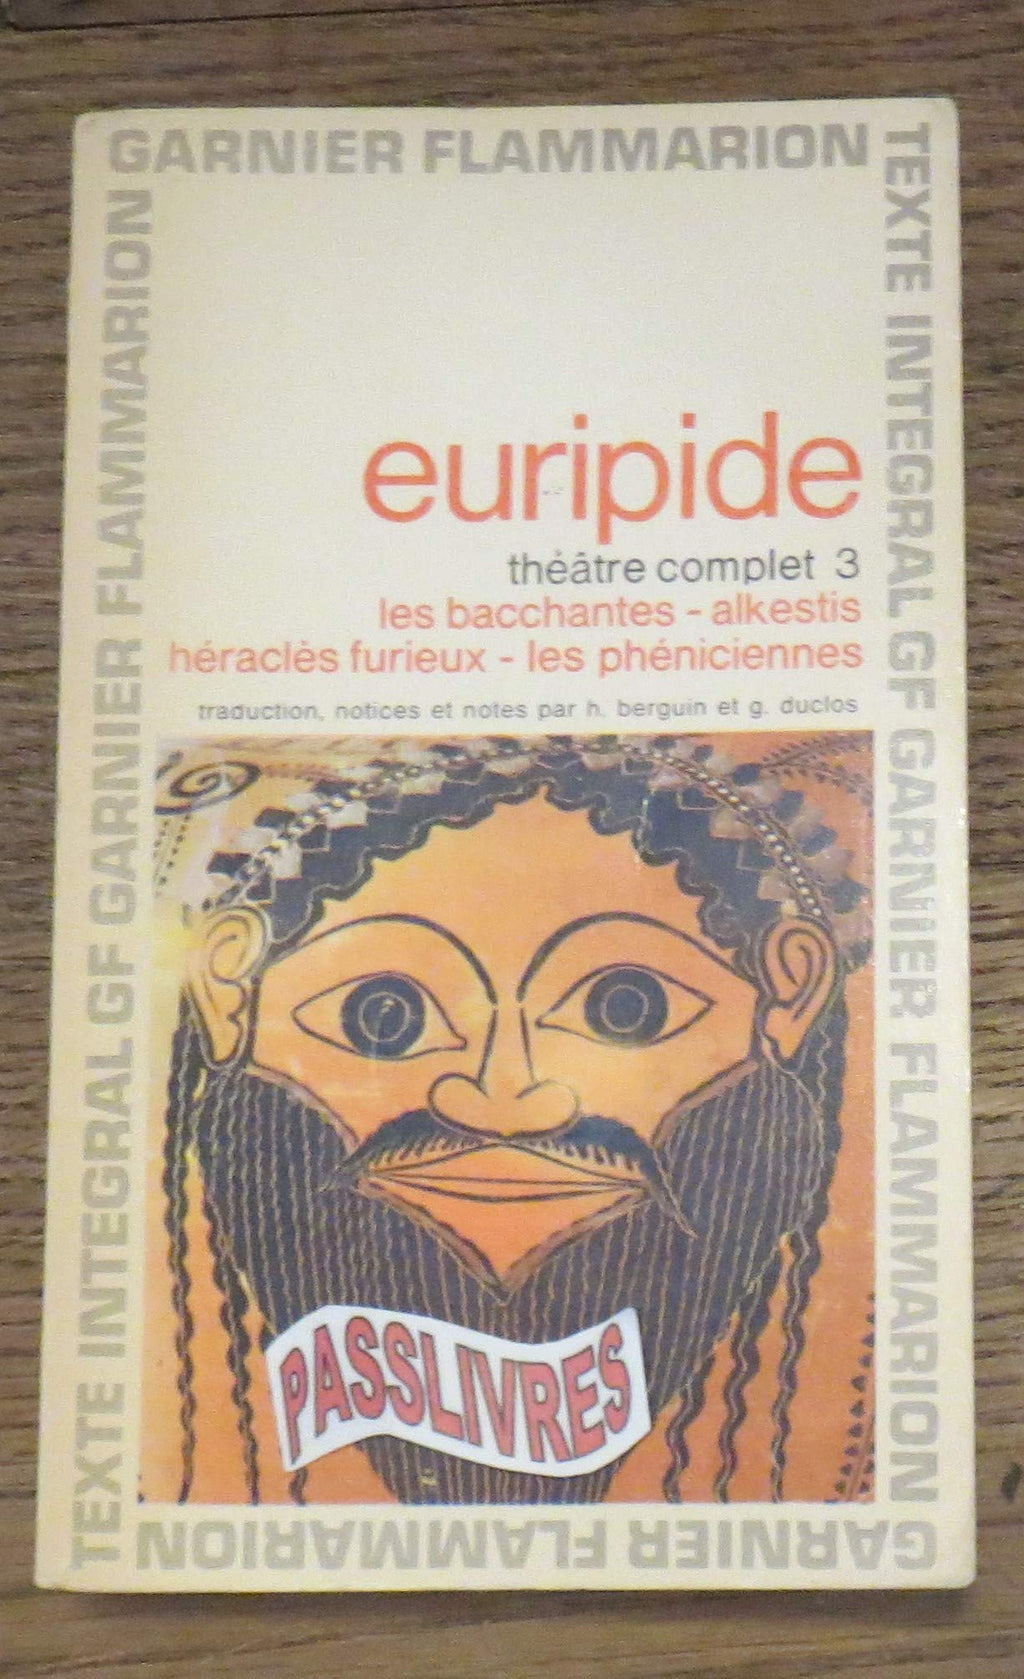 GARNIER FLAMMARION
TEXTE INTEGRAL GF GARNIER FLAMMARION
GARNIER FLAMMARION
TEXTE INTEGRAL GF GARNIER FLAMMARION
euripide
théâtre complet 3
les bacchantes - alkestis
héraclès furieux - les phéniciennes
traduction, notices et notes par h. berguin et g. duclos
PASSLIVRES